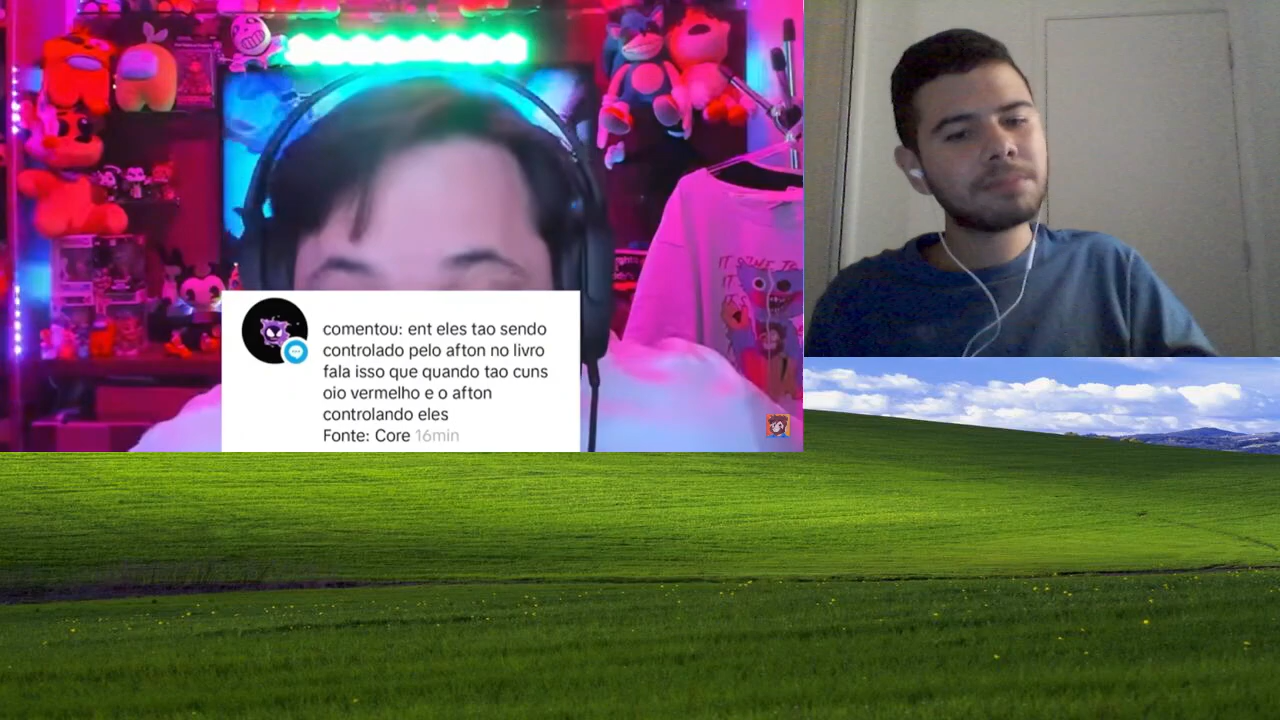 comentou: ent eles tao sendo
controlado pelo afton no livro
fala isso que quando tao cuns
oio vermelho e o afton
controlando eles
Fonte: Core 16min